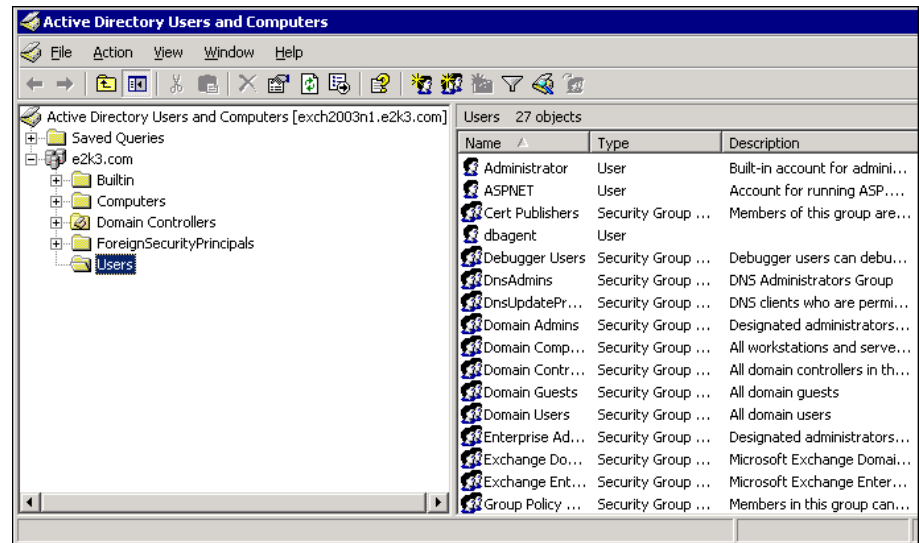 Active Directory Users and Computers
File Action View Window Help
Active Directory Users and Computers [exch2003n1.e2k3.com]
Saved Queries
e2k3.com
Builtin
Computers
Domain Controllers
ForeignSecurityPrincipals
Users
Users 27 objects
Name Type Description
Administrator User Built-in account for admini...
ASPNET User Account for running ASP....
Cert Publishers Security Group ... Members of this group are...
dbagent User
Debugger Users Security Group ... Debugger users can debu...
DnsAdmins Security Group ... DNS Administrators Group
DnsUpdatePr... Security Group ... DNS clients who are permi...
Domain Admins Security Group ... Designated administrators...
Domain Comp... Security Group ... All workstations and serve...
Domain Contr... Security Group ... All domain controllers in th...
Domain Guests Security Group ... All domain guests
Domain Users Security Group ... All domain users
Enterprise Ad... Security Group ... Designated administrators...
Exchange Do... Security Group ... Microsoft Exchange Domai...
Exchange Ent... Security Group ... Microsoft Exchange Enter...
Group Policy ... Security Group ... Members in this group can...